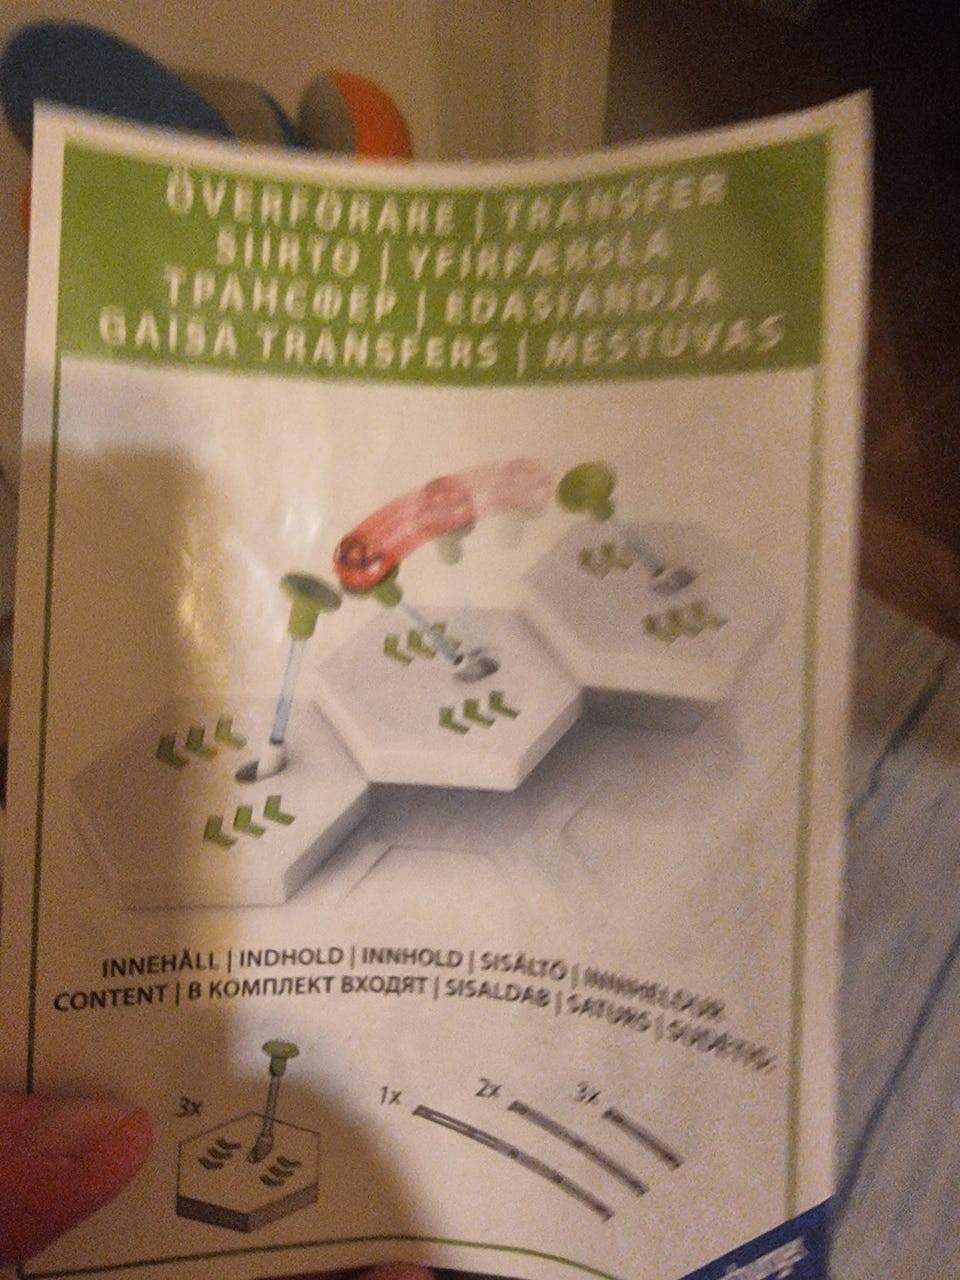 ÖVERFÖRARE | TRANSFER
SIIRTO | YFIRFÆRSLA
ТРАНСФЕР | EDASIANDJA
GAISA TRANSFERS | MESTUVAS
INNEHÅLL | INDHOLD | INNHOLD | SISÄLTÖ |
CONTENT | В КОМПЛЕКТ ВХОДЯТ | SISALDAB | SATURS |
3x
1x
2x
3x